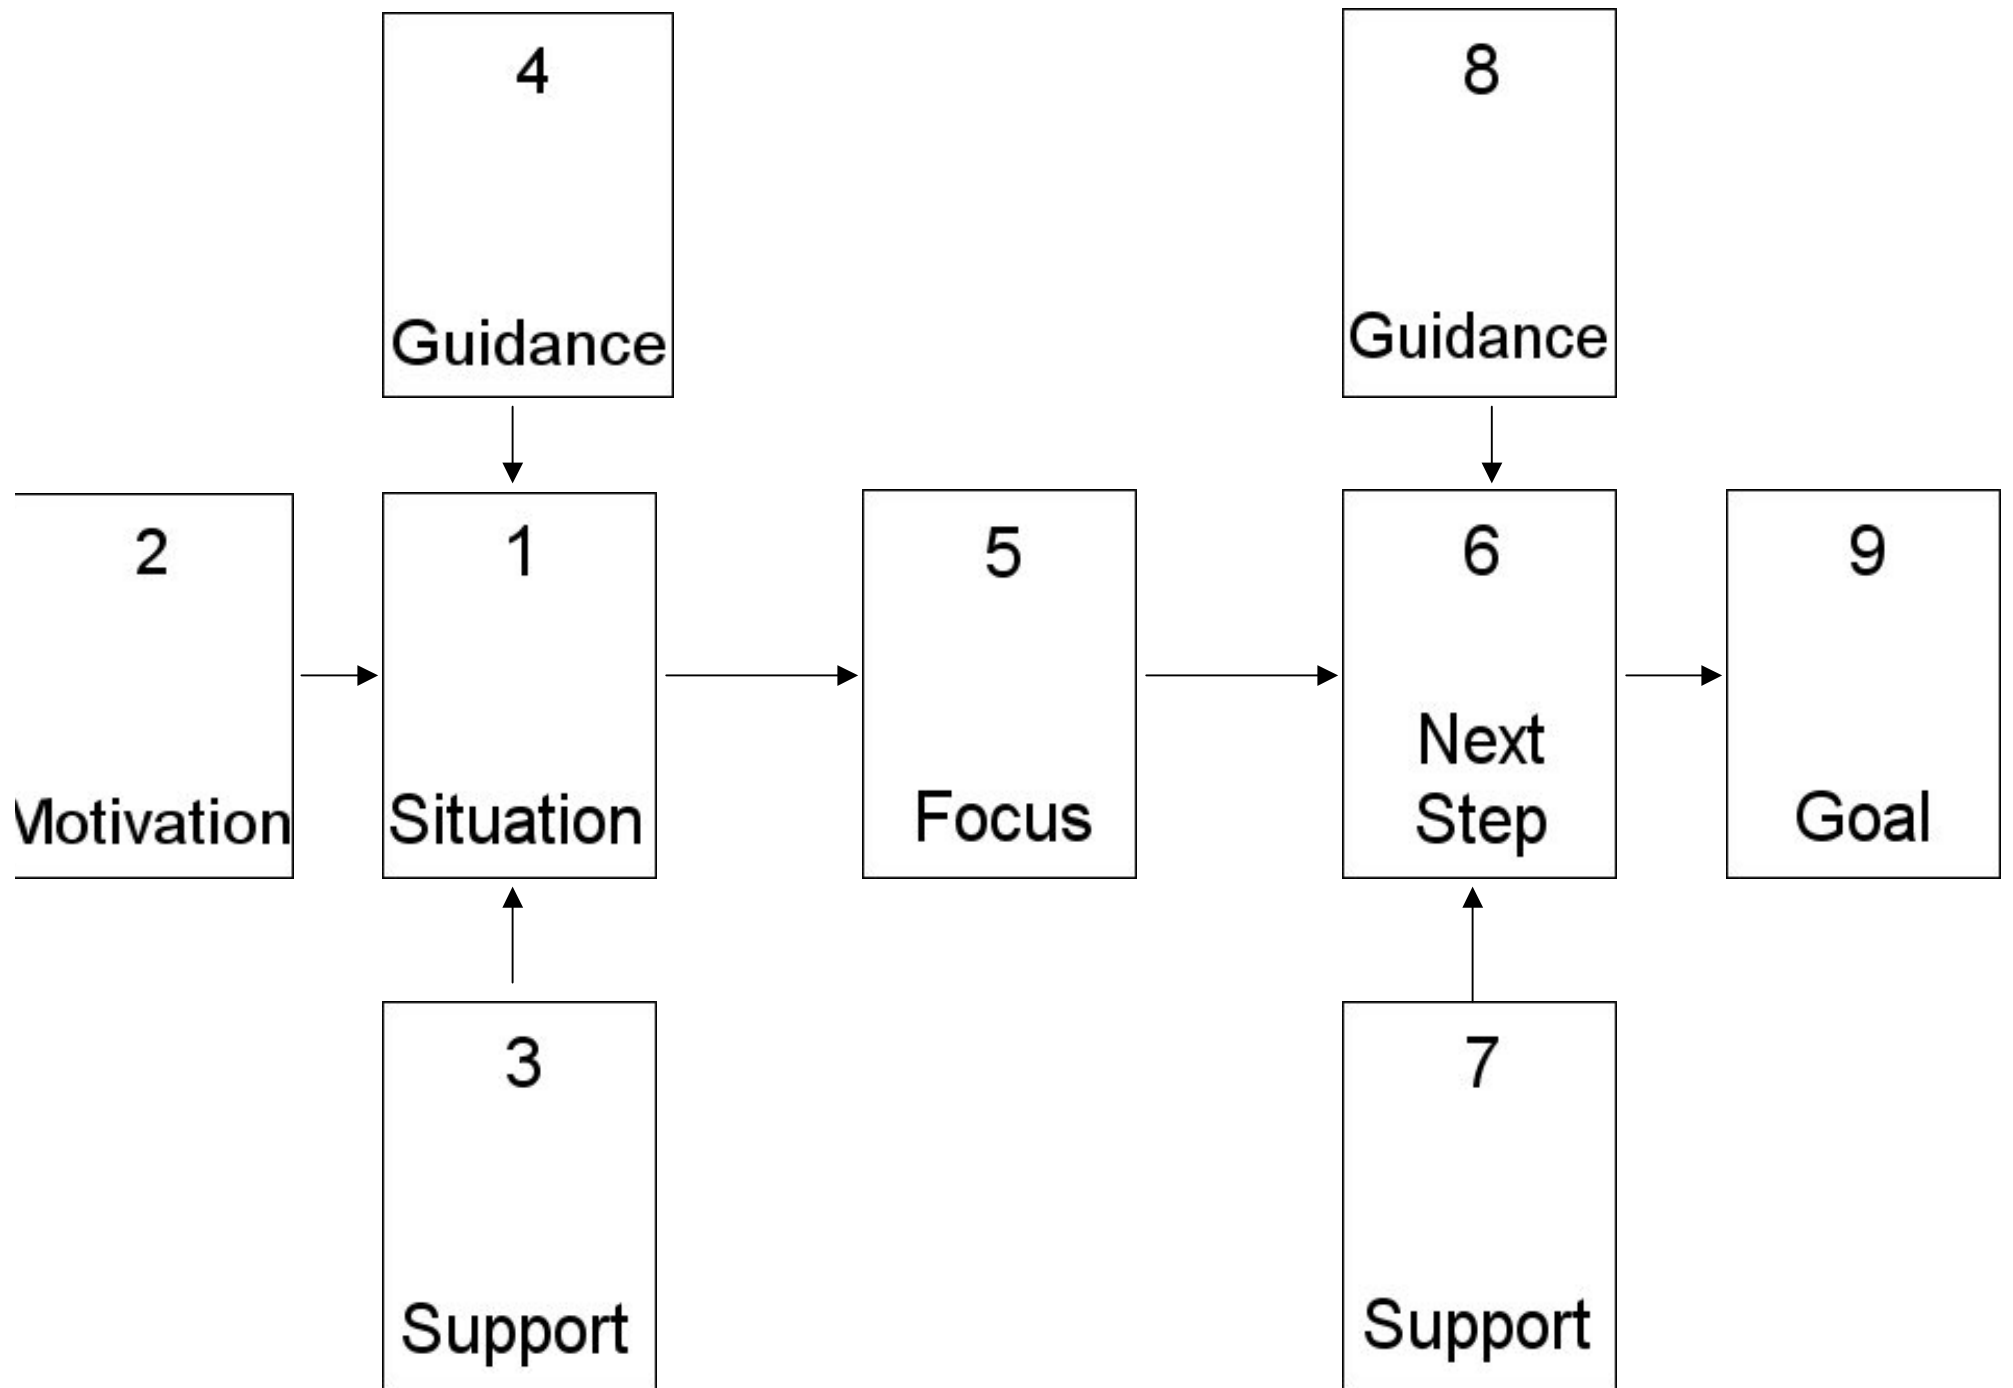 4
Guidance
8
Guidance
2
Motivation
1
Situation
5
Focus
6
Next
Step
9
Goal
3
Support
7
Support